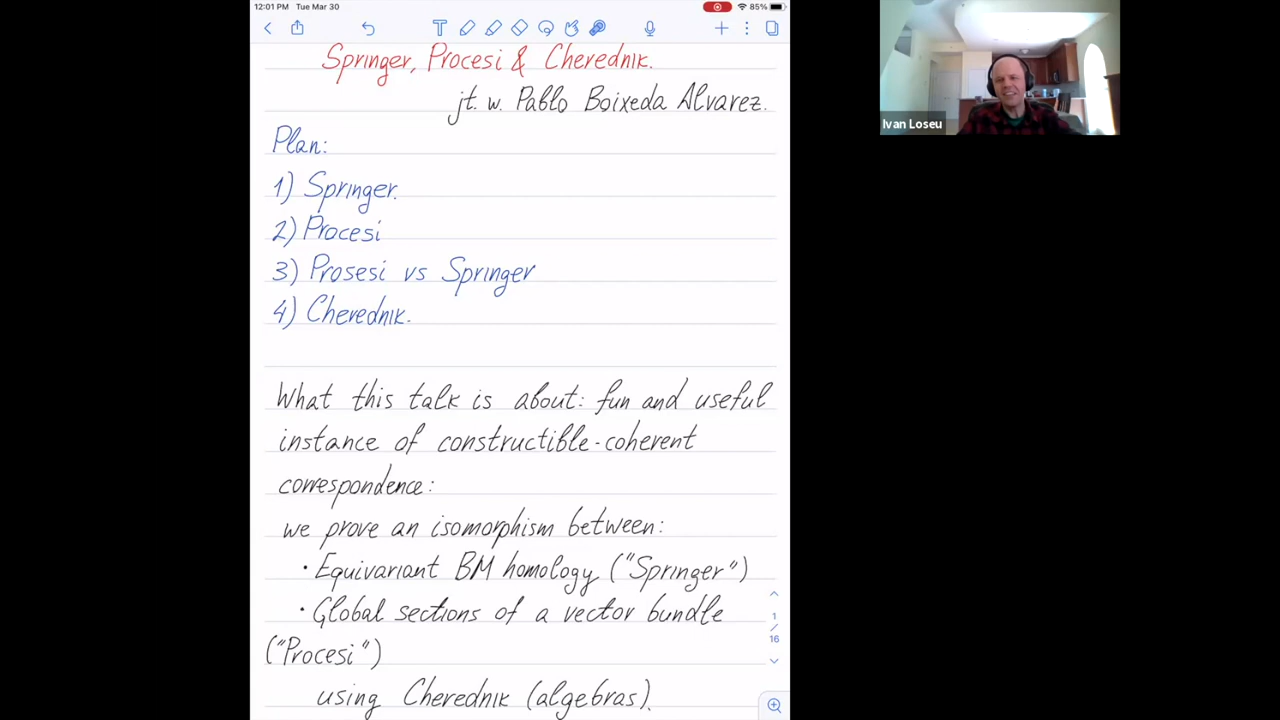 12:01 PM Tue Mar 30
85%
Springer, Procesi & Cherednik.
jt. w. Pablo Boixeda Alvarez.
Plan:
1) Springer.
2) Procesi
3) Prosesi vs Springer
4) Cherednik.
What this talk is about: fun and useful
instance of constructible-coherent
correspondence:
we prove an isomorphism between:
· Equivariant BM homology ("Springer")
· Global sections of a vector bundle
("Procesi")
using Cherednik (algebras).
1
/
16
Ivan Loseu